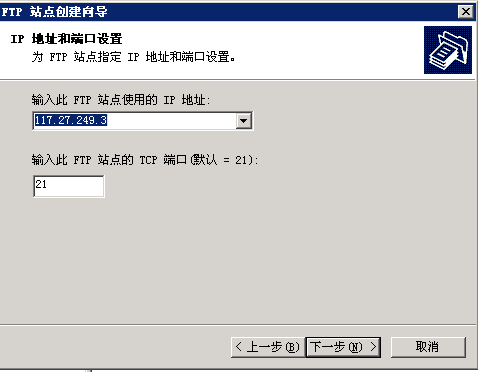 FTP 站点创建向导
IP 地址和端口设置
为 FTP 站点指定 IP 地址和端口设置。
输入此 FTP 站点使用的 IP 地址:
117.27.249.3
输入此 FTP 站点的 TCP 端口(默认 = 21):
21
< 上一步(B) 下一步(N) > 取消